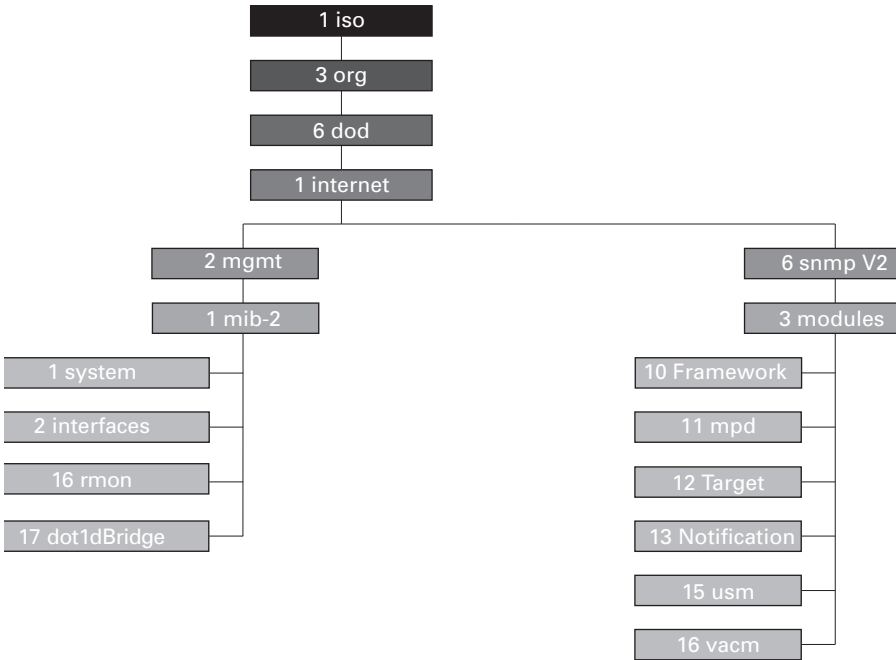 1 iso
3 org
6 dod
1 internet
2 mgmt
6 snmp V2
1 mib-2
3 modules
1 system
10 Framework
2 interfaces
11 mpd
16 rmon
12 Target
17 dot1dBridge
13 Notification
15 usm
16 vacm